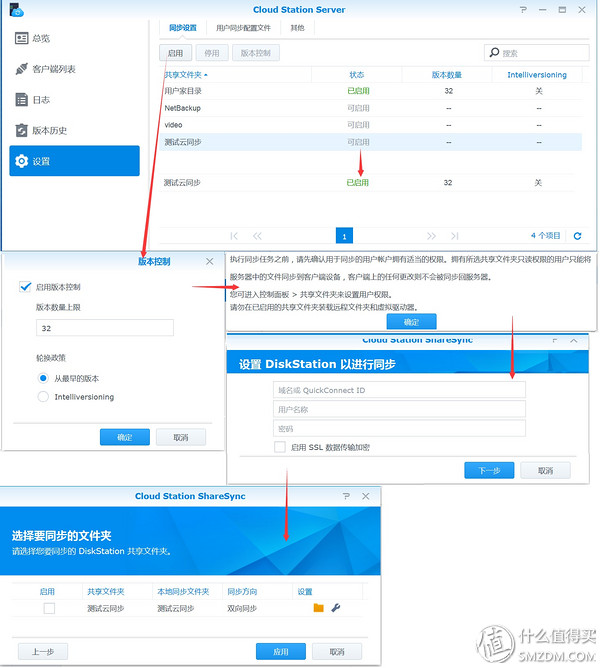 Cloud Station Server
总览
客户端列表
日志
版本历史
设置
同步设置 用户同步配置文件 其他
启用 停用 版本控制 搜索
共享文件夹 状态 版本数量 Intelliversioning
用户家目录 已启用 32 关
NetBackup 可启用 -- --
video 可启用 -- --
测试云同步 可启用 -- --
测试云同步 已启用 32 关
1 4 个项目
版本控制
启用版本控制
版本数量上限
32
轮换政策
从最早的版本
Intelliversioning
确定 取消
执行同步任务之前，请先确认用于同步的用户帐户拥有适当的权限。拥有所选共享文件夹只读权限的用户只能将
服务器中的文件同步到客户端设备，客户端上的任何更改则不会被同步回服务器。
您可进入控制面板 > 共享文件夹来设置用户权限。
请勿在已启用的共享文件夹装载远程文件夹和虚拟驱动器。
确定
Cloud Station ShareSync
设置 DiskStation 以进行同步
域名或 QuickConnect ID
用户名称
密码
启用 SSL 数据传输加密
下一步 取消
Cloud Station ShareSync
选择要同步的文件夹
请选择您要同步的 DiskStation 共享文件夹。
启用 共享文件夹 本地同步文件夹 同步方向 设置
测试云同步 测试云同步 双向同步
上一步 应用 取消
值 什么值得买
SMZDM.COM